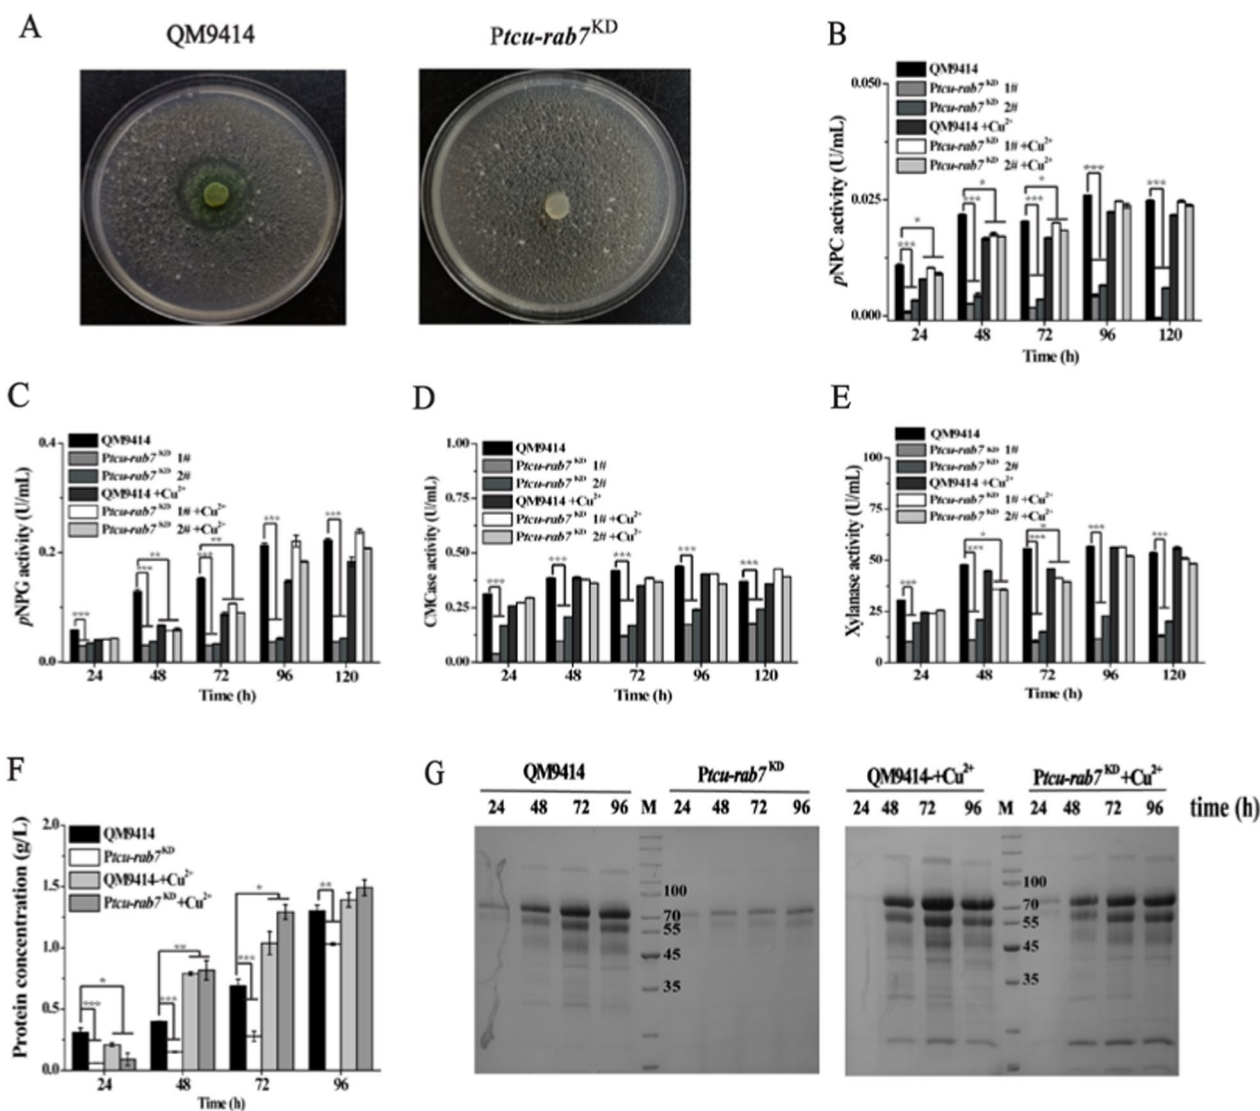 A
QM9414
Ptcu-rab7KD
B
QM9414
Ptcu-rab7KD 1#
Ptcu-rab7KD 2#
QM9414 +Cu2+
Ptcu-rab7KD 1# +Cu2+
Ptcu-rab7KD 2# +Cu2+
pNPC activity (U/mL)
0.050
0.025
0.000
*** * *** * *** * *** ***
24 48 72 96 120
Time (h)
C
QM9414
Ptcu-rab7KD 1#
Ptcu-rab7KD 2#
QM9414 +Cu2+
Ptcu-rab7KD 1# +Cu2+
Ptcu-rab7KD 2# +Cu2+
pNPG activity (U/mL)
0.4
0.2
0.0
*** *** ** *** ** *** ***
24 48 72 96 120
Time (h)
D
QM9414
Ptcu-rab7KD 1#
Ptcu-rab7KD 2#
QM9414 +Cu2+
Ptcu-rab7KD 1# +Cu2+
Ptcu-rab7KD 2# +Cu2+
CMCase activity (U/mL)
1.00
0.75
0.50
0.25
0.00
*** *** *** *** ***
24 48 72 96 120
Time (h)
E
QM9414
Ptcu-rab7KD 1#
Ptcu-rab7KD 2#
QM9414 +Cu2+
Ptcu-rab7KD 1# +Cu2+
Ptcu-rab7KD 2# +Cu2+
Xylanase activity (U/mL)
100
75
50
25
0
*** *** * *** * *** ***
24 48 72 96 120
Time (h)
F
QM9414
Ptcu-rab7KD
QM9414-+Cu2+
Ptcu-rab7KD+Cu2+
Protein concentration (g/L)
2.0
1.5
1.0
0.5
0.0
*** * *** ** *** * **
24 48 72 96
Time (h)
G
QM9414 Ptcu-rab7KD QM9414-+Cu2+ Ptcu-rab7KD+Cu2+
24 48 72 96 M 24 48 72 96 24 48 72 96 M 24 48 72 96 time (h)
100
70
55
45
35
100
70
55
45
35